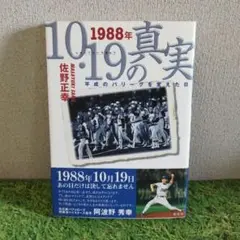 1988年
10・19の真実
平成のパリーグを変えた日
佐野正幸
MASAYUKI SANO
1988年10月19日
あの日だけは決して忘れません
阿波野 秀幸